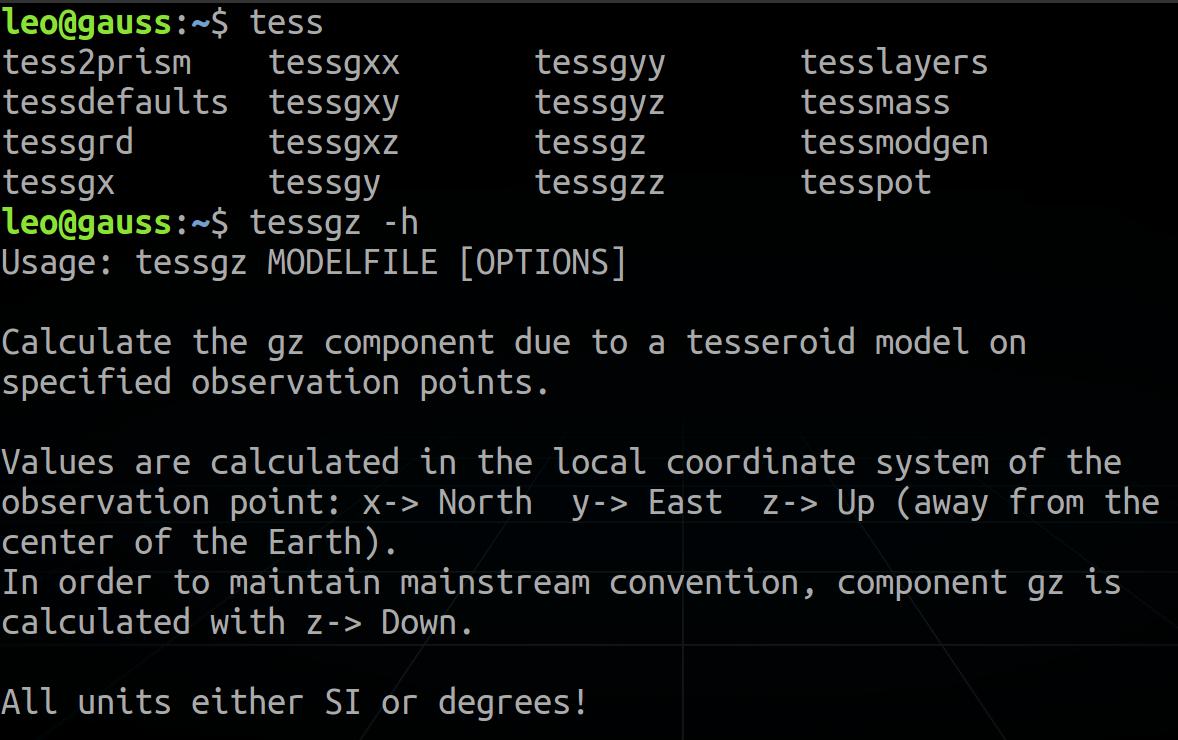 leo@gauss:~$ tess
tess2prism    tessgxx       tessgyy       tesslayers
tessdefaults  tessgxy       tessgyz       tessmass
tessgrd       tessgxz       tessgz        tessmodgen
tessgx        tessgy        tessgzz       tesspot
leo@gauss:~$ tessgz -h
Usage: tessgz MODELFILE [OPTIONS]

Calculate the gz component due to a tesseroid model on
specified observation points.

Values are calculated in the local coordinate system of the
observation point: x-> North  y-> East  z-> Up (away from the
center of the Earth).
In order to maintain mainstream convention, component gz is
calculated with z-> Down.

All units either SI or degrees!